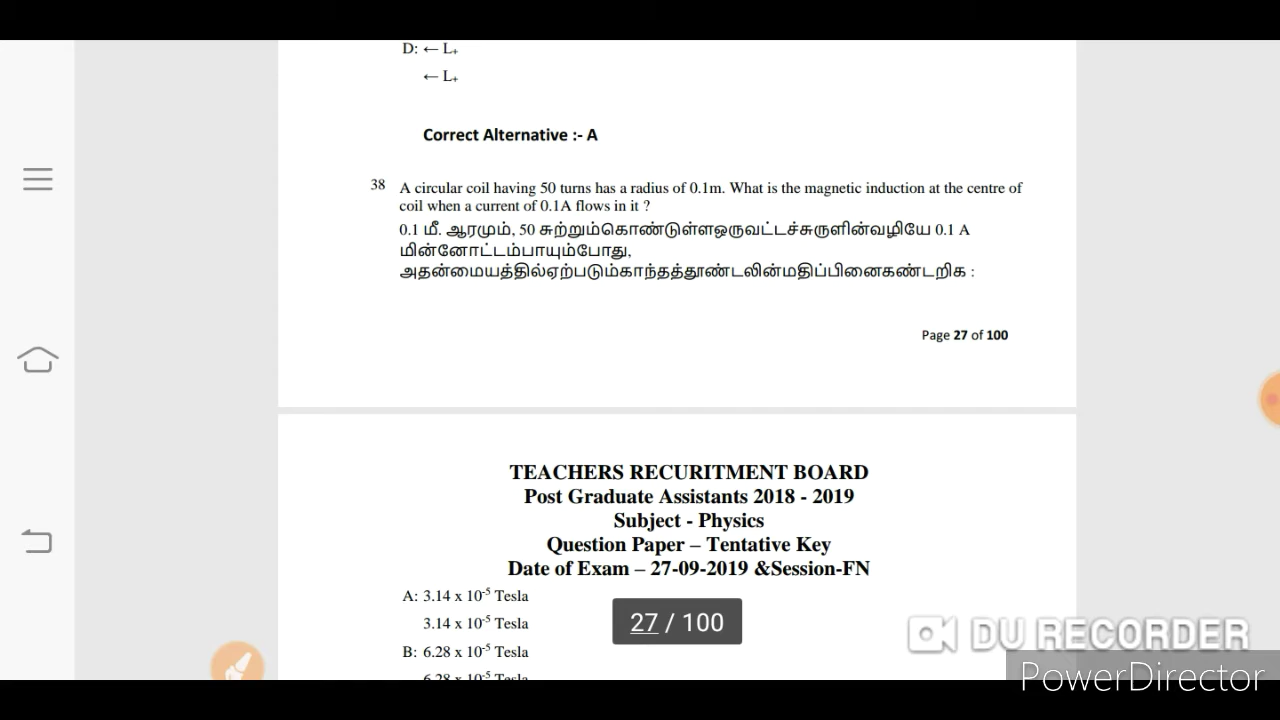 D: ← L₊
← L₊
Correct Alternative :- A
38 A circular coil having 50 turns has a radius of 0.1m. What is the magnetic induction at the centre of
coil when a current of 0.1A flows in it ?
0.1 மீ. ஆரமும், 50 சுற்றும்கொண்டுள்ளஒருவட்டச்சுருளின்வழியே 0.1 A
மின்னோட்டம்பாயும்போது,
அதன்மையத்தில்ஏற்படும்காந்தத்தூண்டலின்மதிப்பினைகண்டறிக :
Page 27 of 100
TEACHERS RECURITMENT BOARD
Post Graduate Assistants 2018 - 2019
Subject - Physics
Question Paper – Tentative Key
Date of Exam – 27-09-2019 &Session-FN
A: 3.14 x 10⁻⁵ Tesla
3.14 x 10⁻⁵ Tesla
B: 6.28 x 10⁻⁵ Tesla
6.28 x 10⁻⁵ Tesla
27 / 100
DU RECORDER
PowerDirector